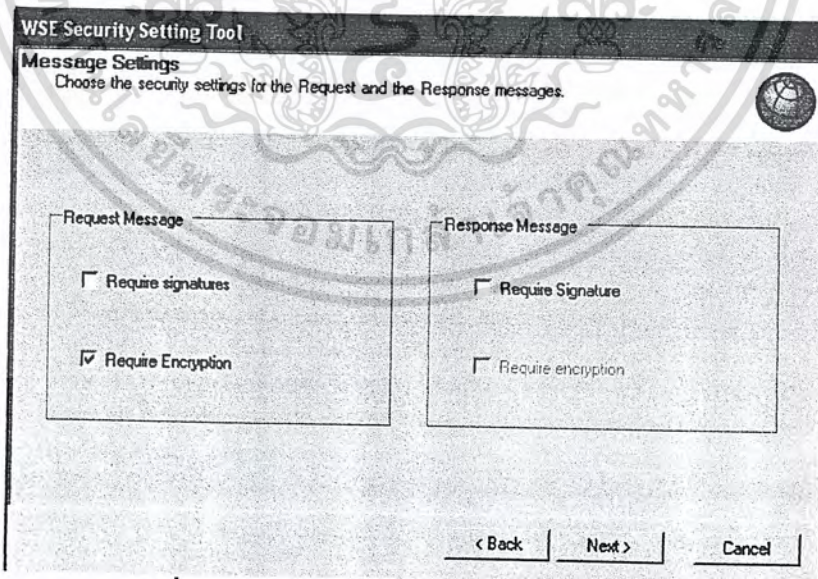 WSE Security Setting Tool
Message Settings
Choose the security settings for the Request and the Response messages.
Request Message
Require signatures
Require Encryption
Response Message
Require Signature
Require encryption
< Back
Next >
Cancel